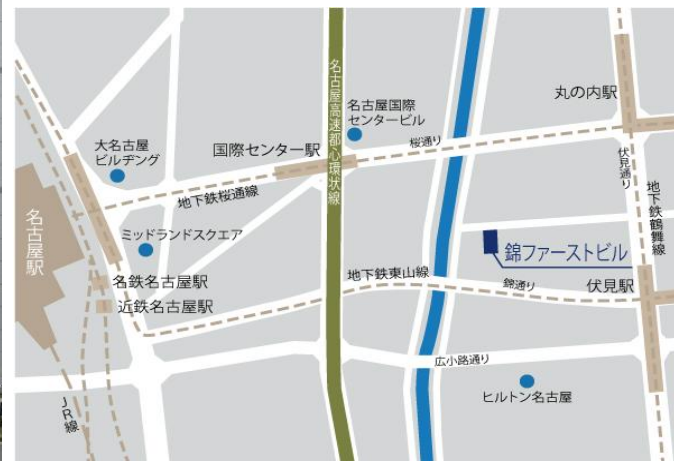 名古屋高速都心環状線
丸の内駅
名古屋国際
センタービル
大名古屋
ビルヂング
国際センター駅
桜通り
伏見通り
地下鉄桜通線
地下鉄鶴舞線
名古屋駅
ミッドランドスクエア
錦ファーストビル
名鉄名古屋駅
地下鉄東山線
錦通り
伏見駅
近鉄名古屋駅
広小路通り
ヒルトン名古屋
JR線